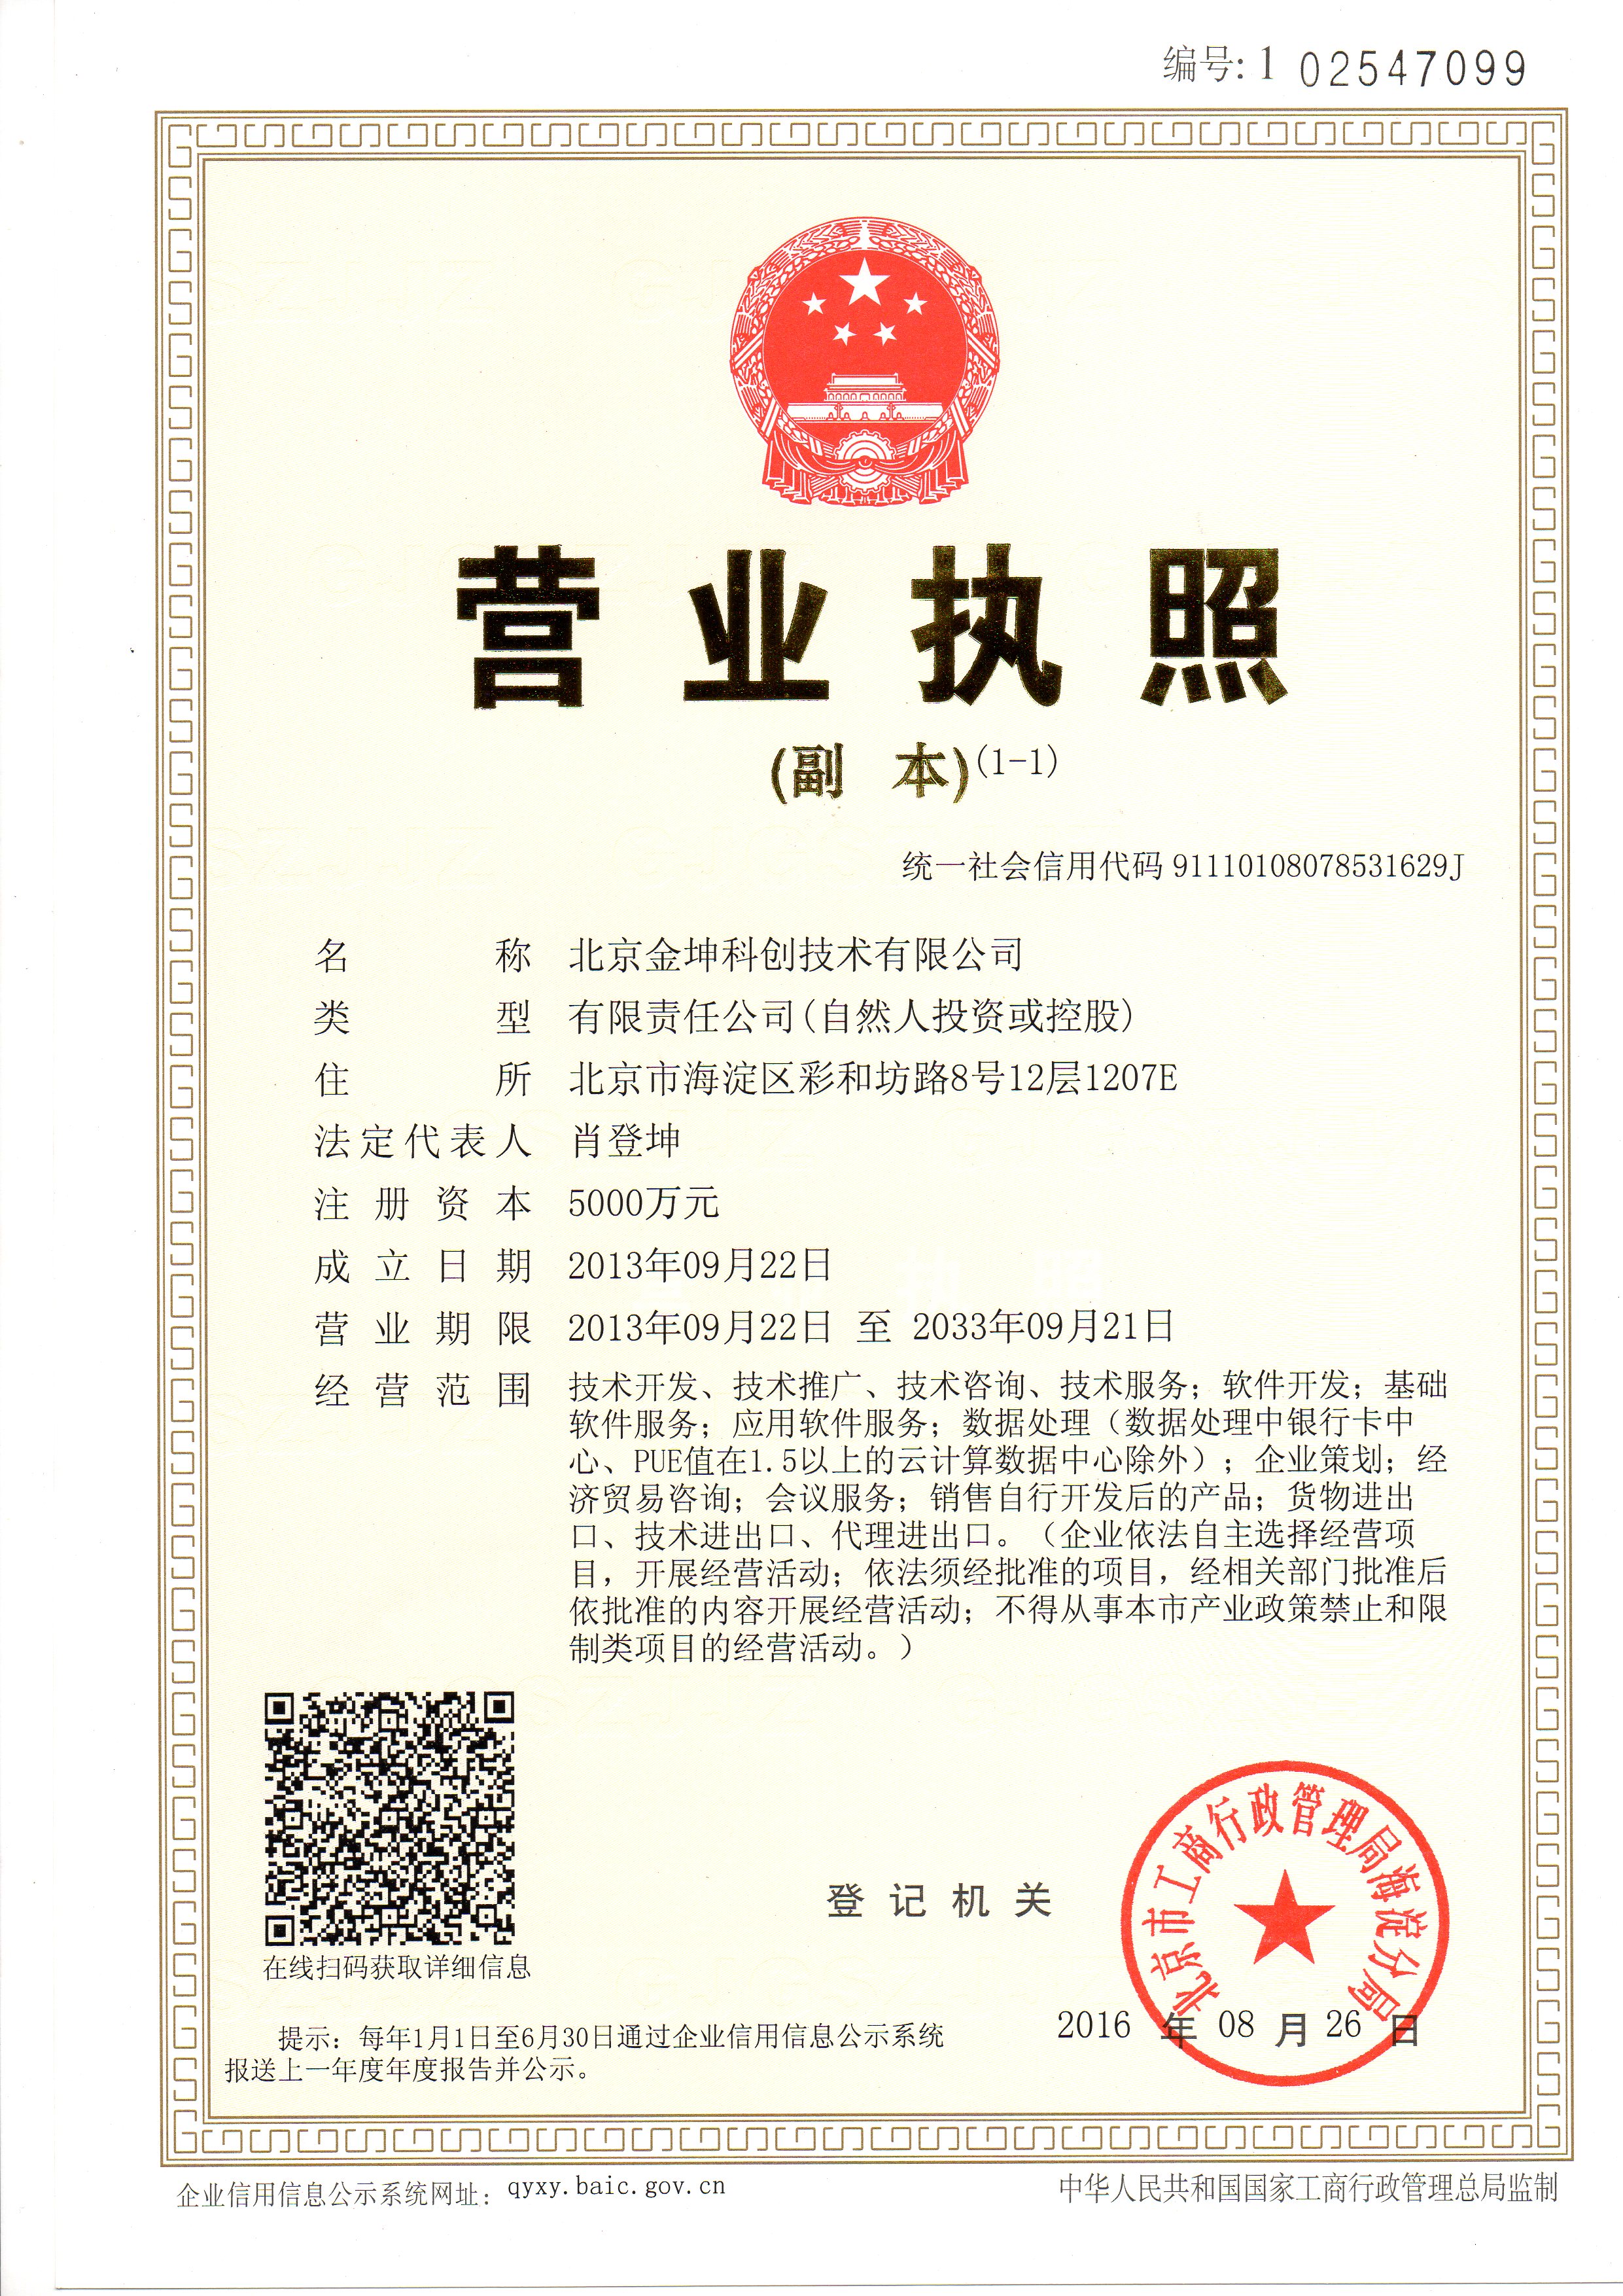 编号: 1 02547099
营业执照
(副 本)(1-1)
统一社会信用代码 91110108078531629J
名 称 北京金坤科创技术有限公司
类 型 有限责任公司(自然人投资或控股)
住 所 北京市海淀区彩和坊路8号12层1207E
法定代表人 肖登坤
注册资本 5000万元
成立日期 2013年09月22日
营业期限 2013年09月22日 至 2033年09月21日
经营范围 技术开发、技术推广、技术咨询、技术服务；软件开发；基础
软件服务；应用软件服务；数据处理（数据处理中银行卡中
心、PUE值在1.5以上的云计算数据中心除外）；企业策划；经
济贸易咨询；会议服务；销售自行开发后的产品；货物进出
口、技术进出口、代理进出口。（企业依法自主选择经营项
目，开展经营活动；依法须经批准的项目，经相关部门批准后
依批准的内容开展经营活动；不得从事本市产业政策禁止和限
制类项目的经营活动。）
在线扫码获取详细信息
登记机关
北京市工商行政管理局海淀分局
2016 年 08 月 26 日
提示：每年1月1日至6月30日通过企业信用信息公示系统
报送上一年度年度报告并公示。
企业信用信息公示系统网址： qyxy.baic.gov.cn
中华人民共和国国家工商行政管理总局监制